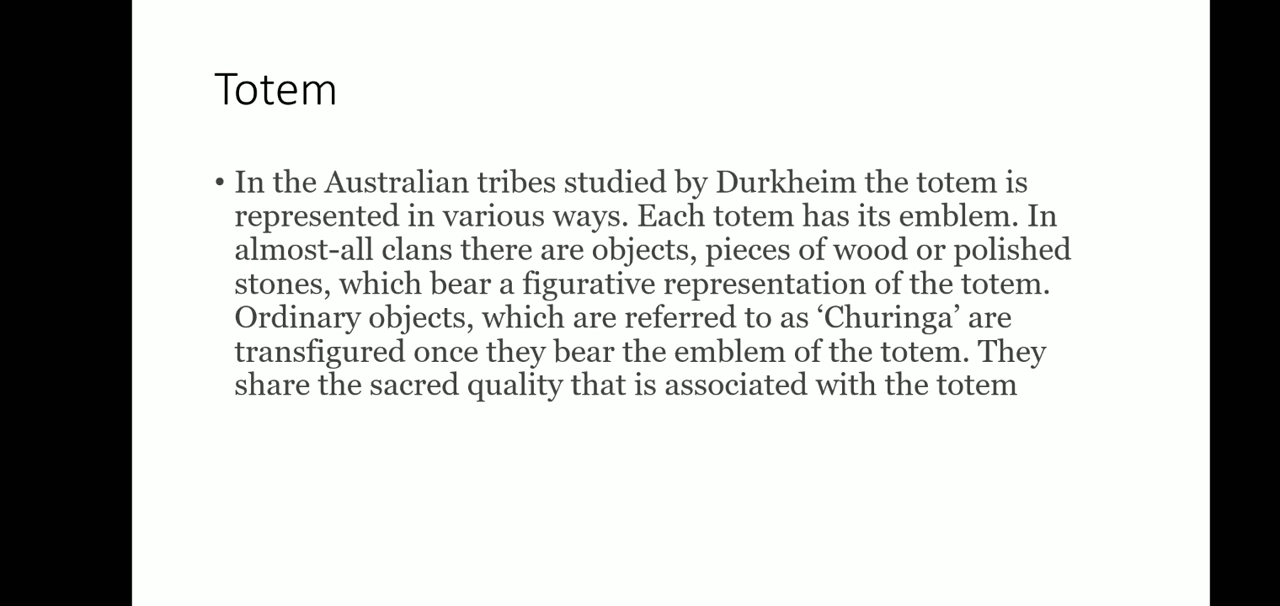 Totem
• In the Australian tribes studied by Durkheim the totem is
represented in various ways. Each totem has its emblem. In
almost-all clans there are objects, pieces of wood or polished
stones, which bear a figurative representation of the totem.
Ordinary objects, which are referred to as ‘Churinga’ are
transfigured once they bear the emblem of the totem. They
share the sacred quality that is associated with the totem